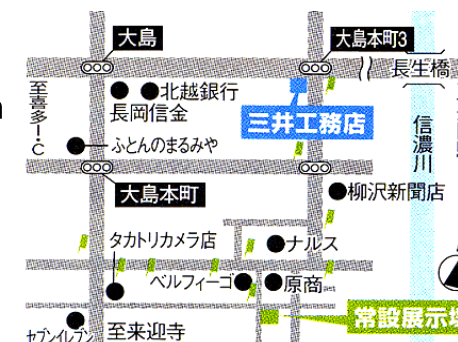 大島
大島本町3
長生橋
至喜多I・C
北越銀行
長岡信金
三井工務店
信濃川
ふとんのまるみや
大島本町
柳沢新聞店
タカトリカメラ店
ナルス
ベルフィーゴ
原商
常設展示場
セブンイレブン
至来迎寺